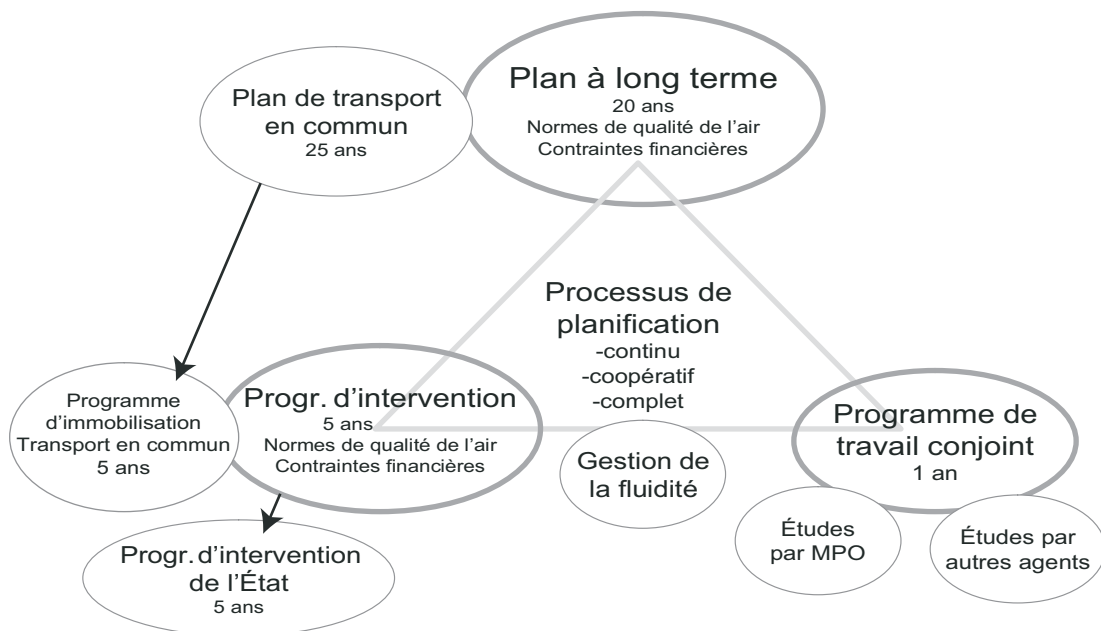 Plan de transport
en commun
25 ans
Plan à long terme
20 ans
Normes de qualité de l'air
Contraintes financières
Processus de
planification
-continu
-coopératif
-complet
Programme
d'immobilisation
Transport en commun
5 ans
Progr. d'intervention
5 ans
Normes de qualité de l'air
Contraintes financières
Programme de
travail conjoint
1 an
Gestion de
la fluidité
Études
par MPO
Études par
autres agents
Progr. d'intervention
de l'État
5 ans